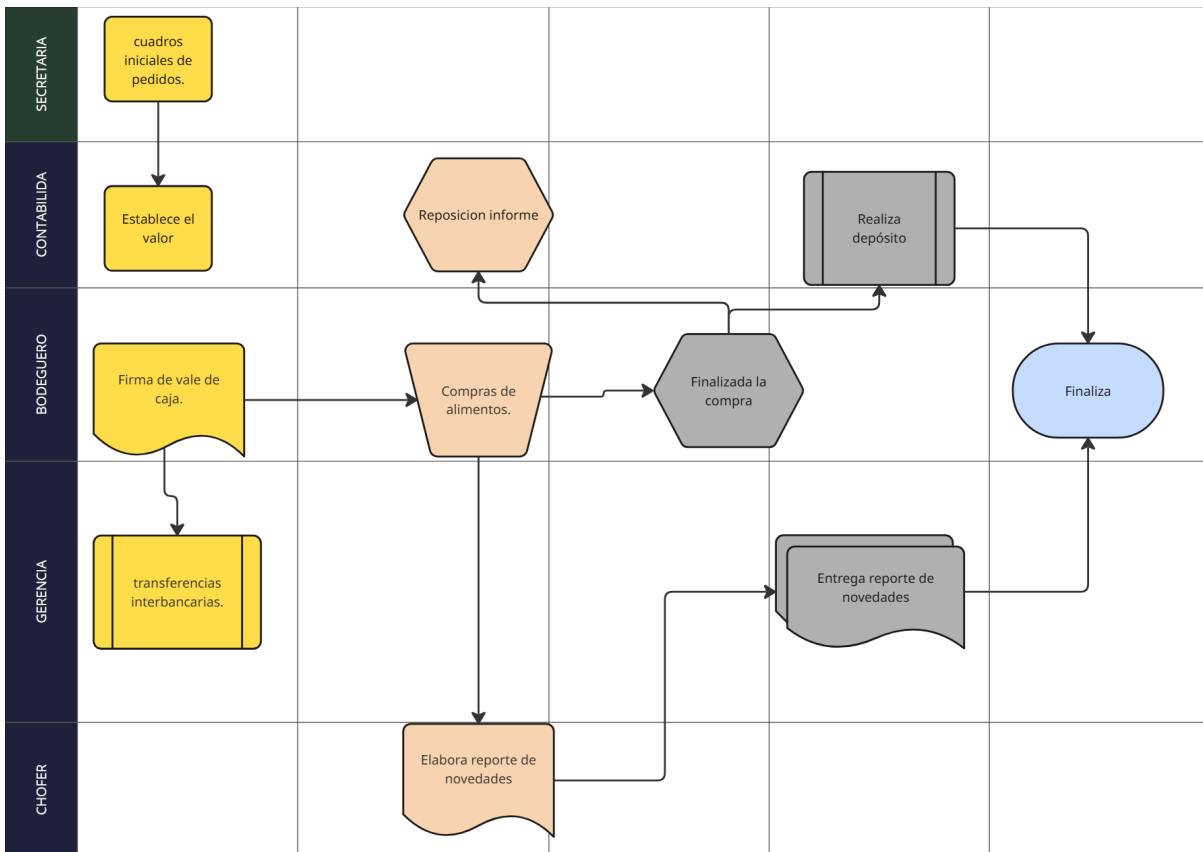 SECRETARIA
cuadros
iniciales de
pedidos.
CONTABILIDA
Establece el
valor
Reposicion informe
Realiza
depósito
BODEGUERO
Firma de vale de
caja.
Compras de
alimentos.
Finalizada la
compra
Finaliza
GERENCIA
transferencias
interbancarias.
Entrega reporte de
novedades
CHOFER
Elabora reporte de
novedades